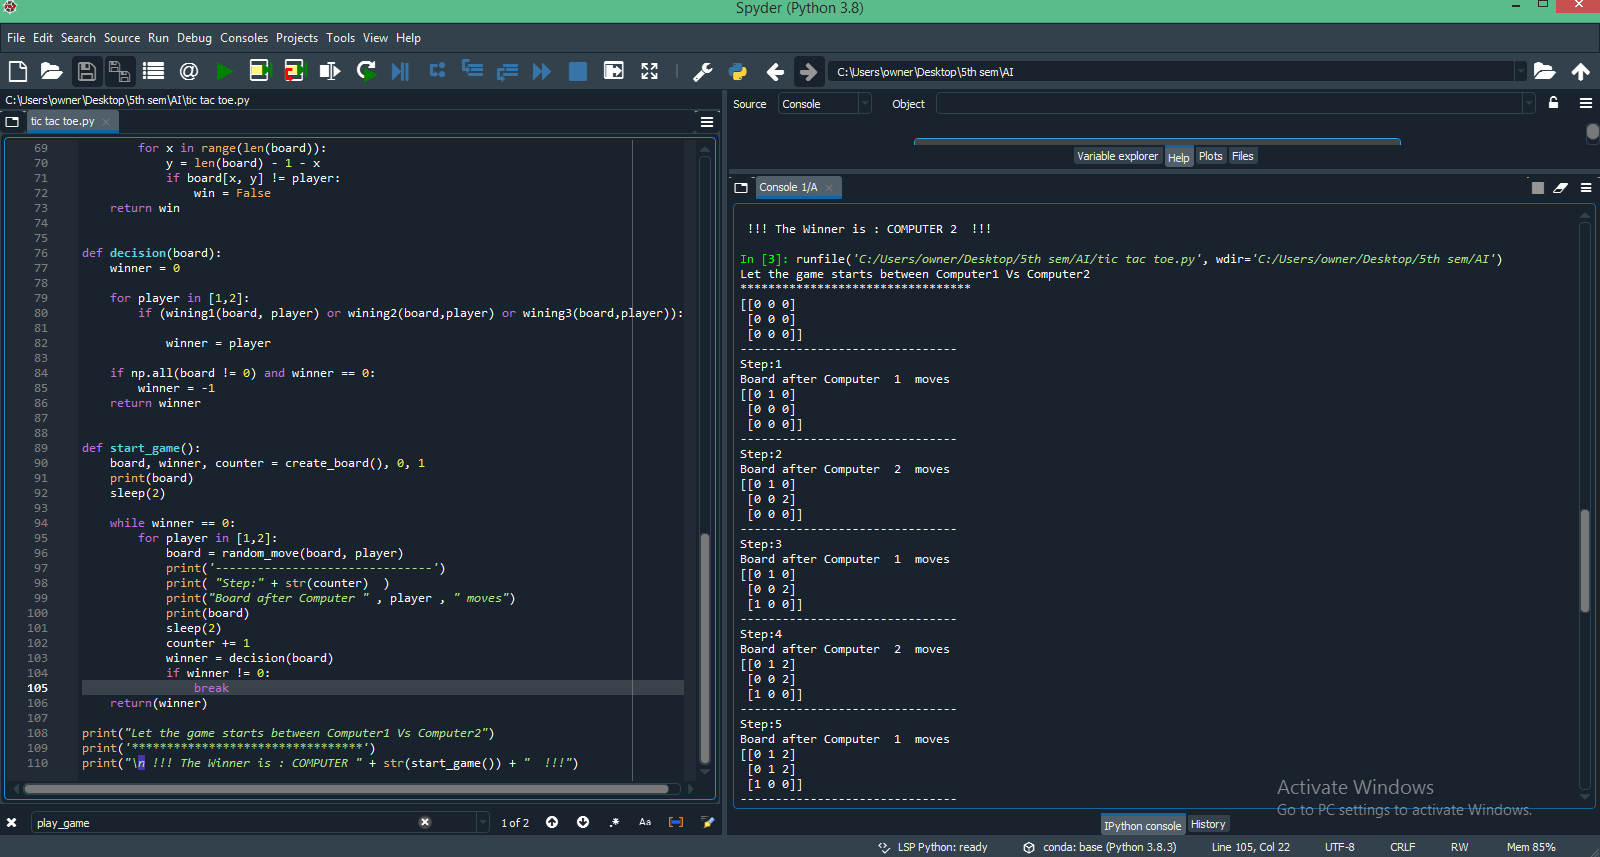 Spyder (Python 3.8)
File Edit Search Source Run Debug Consoles Projects Tools View Help
C:\Users\owner\Desktop\5th sem\AI
C:\Users\owner\Desktop\5th sem\AI\tic tac toe.py
tic tac toe.py
69 for x in range(len(board)):
70 y = len(board) - 1 - x
71 if board[x, y] != player:
72 win = False
73 return win
74
75
76 def decision(board):
77 winner = 0
78
79 for player in [1,2]:
80 if (wining1(board, player) or wining2(board,player) or wining3(board,player)):
81
82 winner = player
83
84 if np.all(board != 0) and winner == 0:
85 winner = -1
86 return winner
87
88
89 def start_game():
90 board, winner, counter = create_board(), 0, 1
91 print(board)
92 sleep(2)
93
94 while winner == 0:
95 for player in [1,2]:
96 board = random_move(board, player)
97 print('-------------------------------')
98 print( "Step:" + str(counter)  )
99 print("Board after Computer " , player , " moves")
100 print(board)
101 sleep(2)
102 counter += 1
103 winner = decision(board)
104 if winner != 0:
105 break
106 return(winner)
107
108 print("Let the game starts between Computer1 Vs Computer2")
109 print('*********************************')
110 print("\n !!! The Winner is : COMPUTER " + str(start_game()) + "  !!!")
play_game
1 of 2
Aa
Source Console Object
Variable explorer Help Plots Files
Console 1/A
!!! The Winner is : COMPUTER 2  !!!
In [3]: runfile('C:/Users/owner/Desktop/5th sem/AI/tic tac toe.py', wdir='C:/Users/owner/Desktop/5th sem/AI')
Let the game starts between Computer1 Vs Computer2
*********************************
[[0 0 0]
[0 0 0]
[0 0 0]]
-------------------------------
Step:1
Board after Computer  1  moves
[[0 1 0]
[0 0 0]
[0 0 0]]
-------------------------------
Step:2
Board after Computer  2  moves
[[0 1 0]
[0 0 2]
[0 0 0]]
-------------------------------
Step:3
Board after Computer  1  moves
[[0 1 0]
[0 0 2]
[1 0 0]]
-------------------------------
Step:4
Board after Computer  2  moves
[[0 1 2]
[0 0 2]
[1 0 0]]
-------------------------------
Step:5
Board after Computer  1  moves
[[0 1 2]
[0 1 2]
[1 0 0]]
-------------------------------
Activate Windows
Go to PC settings to activate Windows.
IPython console History
LSP Python: ready conda: base (Python 3.8.3) Line 105, Col 22 UTF-8 CRLF RW Mem 85%